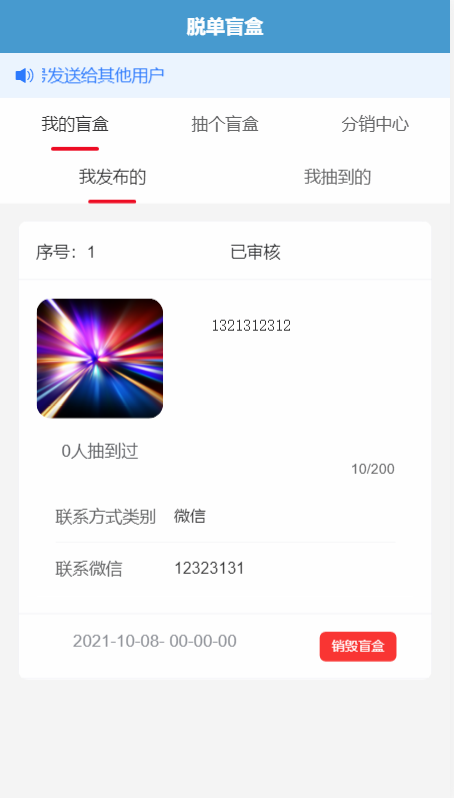 脱单盲盒
号发送给其他用户
我的盲盒 抽个盲盒 分销中心
我发布的 我抽到的
序号：1 已审核
1321312312
0人抽到过
10/200
联系方式类别 微信
联系微信 12323131
2021-10-08- 00-00-00 销毁盲盒